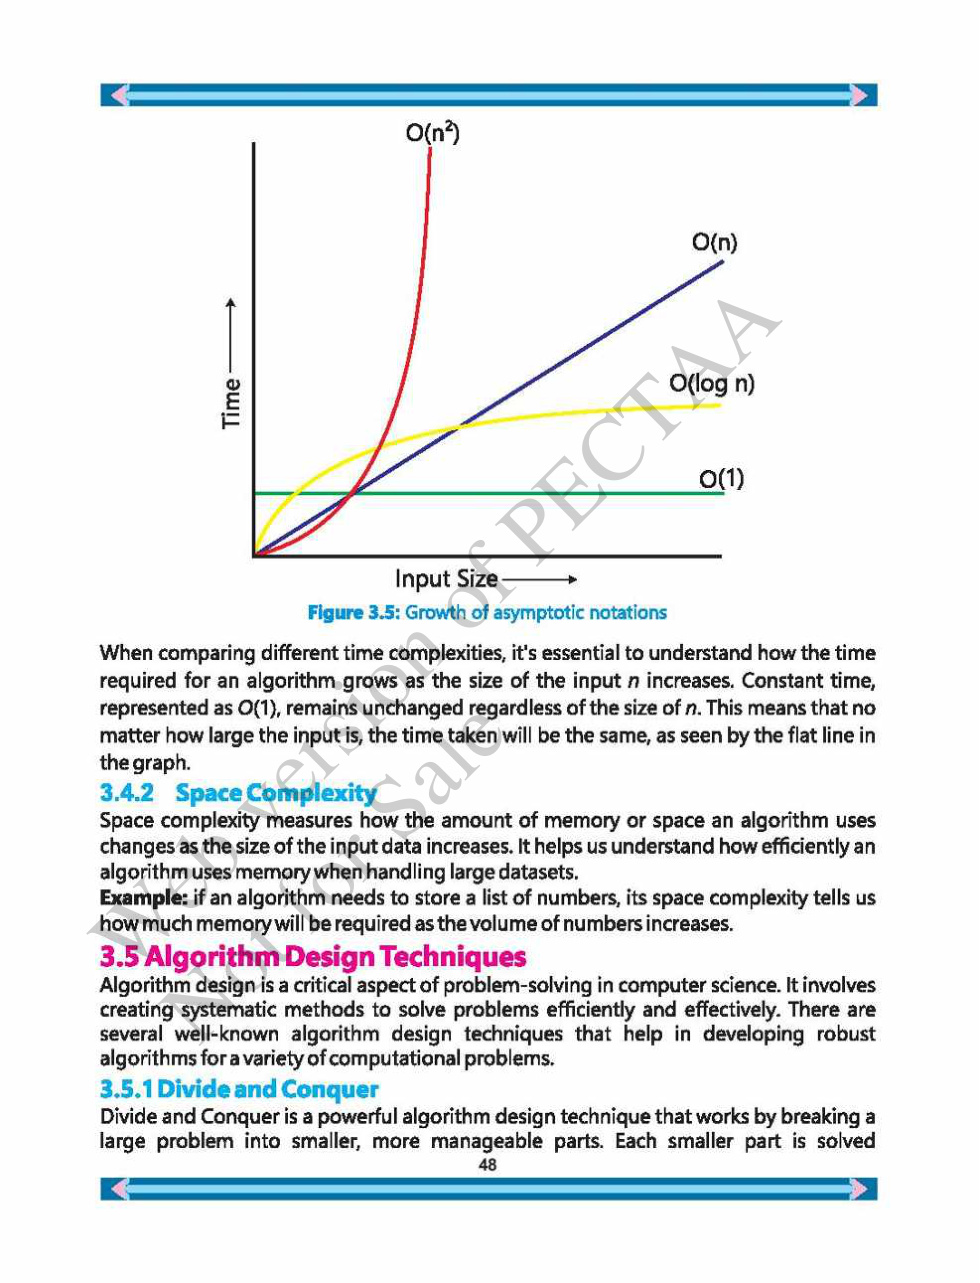 O(n²)
O(n)
O(log n)
O(1)
Time
Input Size
Figure 3.5: Growth of asymptotic notations
When comparing different time complexities, it's essential to understand how the time
required for an algorithm grows as the size of the input n increases. Constant time,
represented as O(1), remains unchanged regardless of the size of n. This means that no
matter how large the input is, the time taken will be the same, as seen by the flat line in
the graph.
3.4.2 Space Complexity
Space complexity measures how the amount of memory or space an algorithm uses
changes as the size of the input data increases. It helps us understand how efficiently an
algorithm uses memory when handling large datasets.
Example: if an algorithm needs to store a list of numbers, its space complexity tells us
how much memory will be required as the volume of numbers increases.
3.5 Algorithm Design Techniques
Algorithm design is a critical aspect of problem-solving in computer science. It involves
creating systematic methods to solve problems efficiently and effectively. There are
several well-known algorithm design techniques that help in developing robust
algorithms for a variety of computational problems.
3.5.1 Divide and Conquer
Divide and Conquer is a powerful algorithm design technique that works by breaking a
large problem into smaller, more manageable parts. Each smaller part is solved
48
Web version of PECTAA
Not for Sale